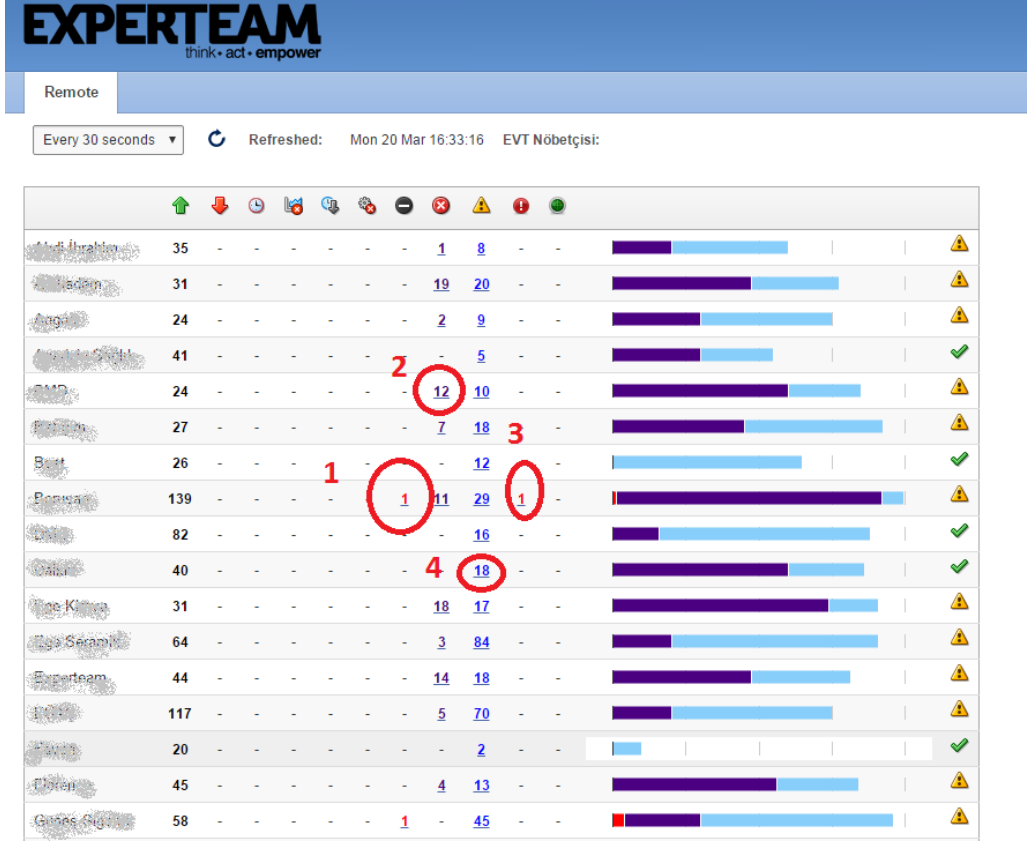 EXPERTEAM
think • act • empower
Remote
Every 30 seconds Refreshed: Mon 20 Mar 16:33:16 EVT Nöbetçisi:
35 - - - - - - 1 8 - -
31 - - - - - - 19 20 - -
24 - - - - - - 2 9 - -
41 - - - - - - - 5 - -
2
24 - - - - - - 12 10 - -
27 - - - - - - 7 18 - -
3
26 - - - - - - - 12 - -
1
139 - - - - - 1 11 29 1 -
82 - - - - - - - 16 - -
4
40 - - - - - - - 18 - -
31 - - - - - - 18 17 - -
64 - - - - - - 3 84 - -
Experteam 44 - - - - - - 14 18 - -
117 - - - - - - 5 70 - -
20 - - - - - - - 2 - -
45 - - - - - - 4 13 - -
58 - - - - - 1 - 45 - -